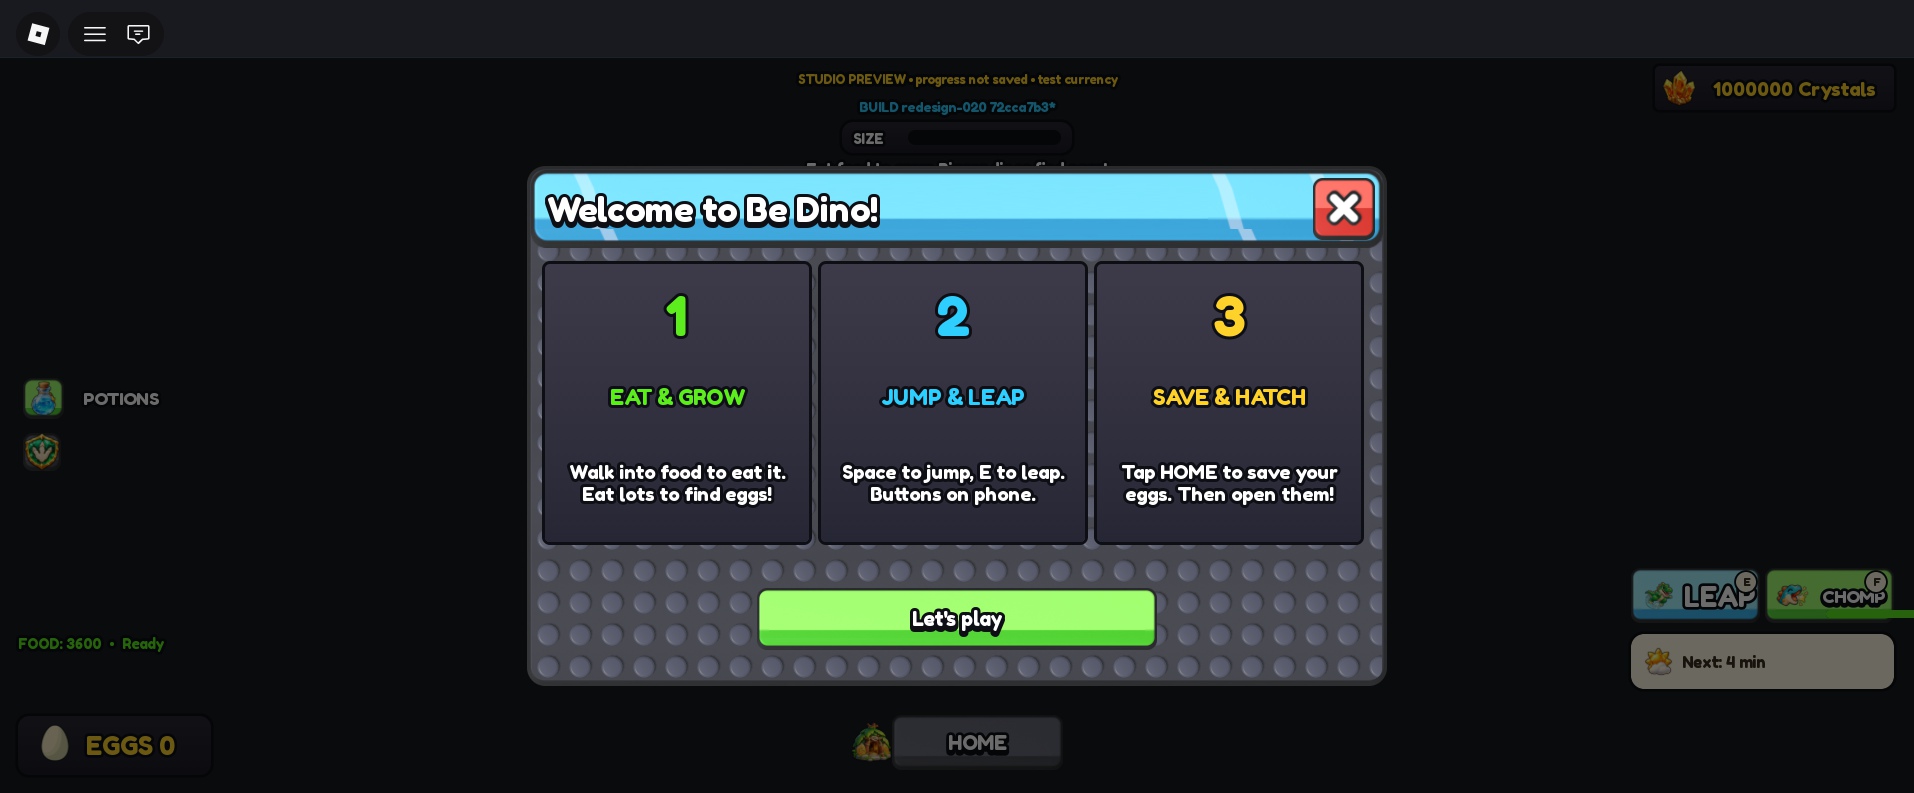 STUDIO PREVIEW • progress not saved • test currency
1000000 Crystals
BUILD redesign-020 72cca7b3*
SIZE
Welcome to Be Dino!
1
EAT & GROW
Walk into food to eat it.
Eat lots to find eggs!
2
JUMP & LEAP
Space to jump, E to leap.
Buttons on phone.
3
SAVE & HATCH
Tap HOME to save your
eggs. Then open them!
Let's play
POTIONS
FOOD: 3600 • Ready
EGGS 0
HOME
LEAP
E
CHOMP
F
Next: 4 min